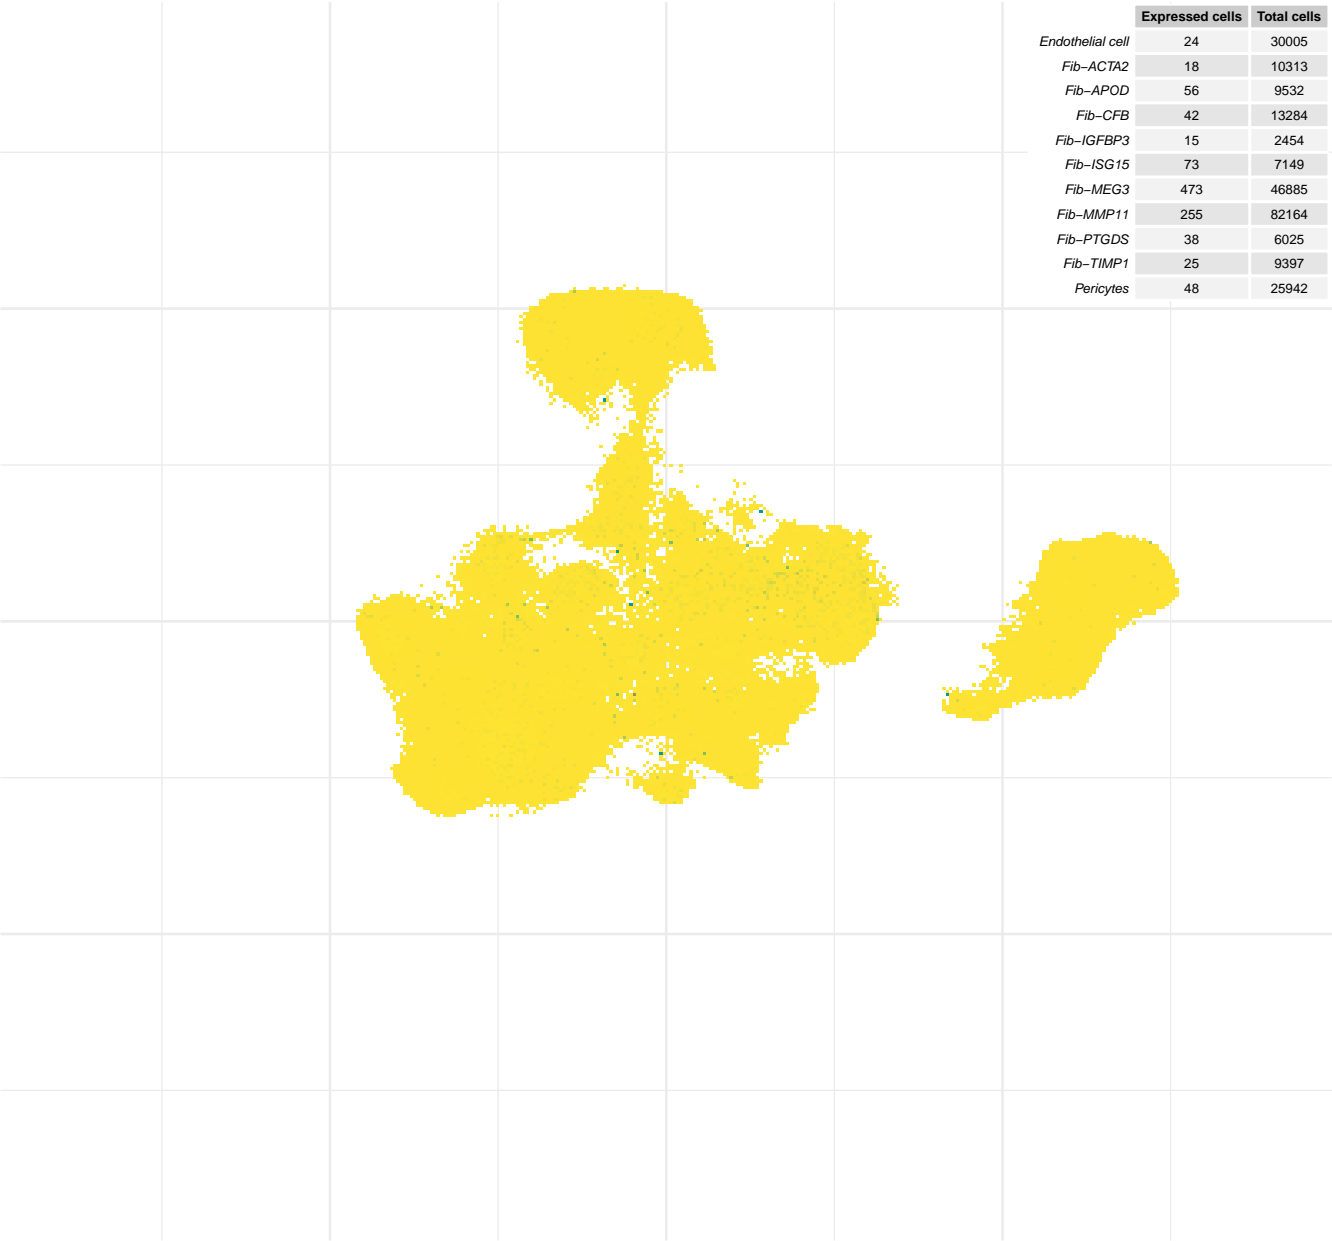 Expressed cells Total cells
Endothelial cell 24 30005
Fib−ACTA2 18 10313
Fib−APOD 56 9532
Fib−CFB 42 13284
Fib−IGFBP3 15 2454
Fib−ISG15 73 7149
Fib−MEG3 473 46885
Fib−MMP11 255 82164
Fib−PTGDS 38 6025
Fib−TIMP1 25 9397
Pericytes 48 25942